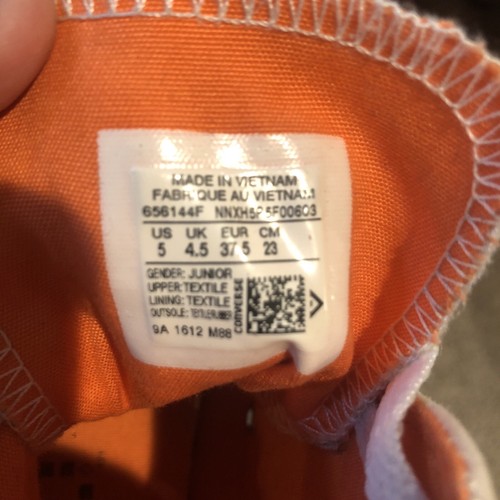 MADE IN VIETNAM
FABRIQUE AU VIETNAM
656144F
US UK EUR CM
5 4.5 37.5 23
GENDER: JUNIOR
UPPER: TEXTILE
LINING: TEXTILE
OUTSOLE:
9A 1612 M88
CONVERSE